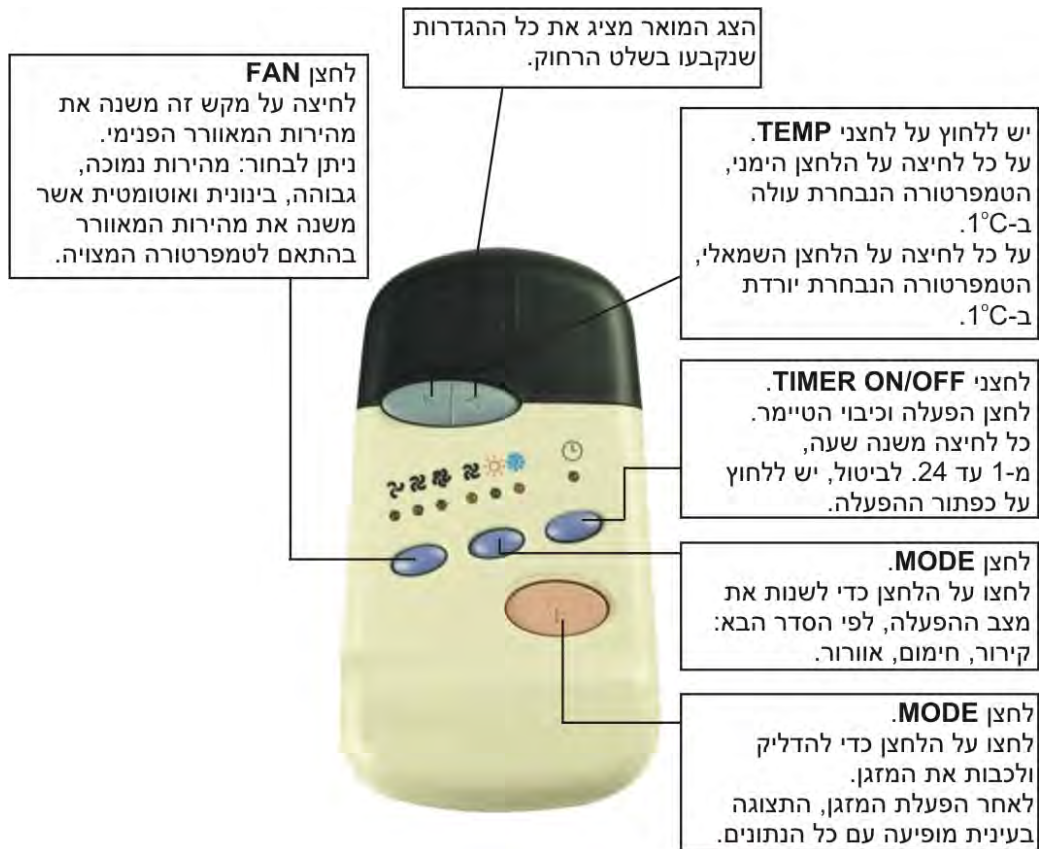 הצג המואר מציג את כל ההגדרות
שנקבעו בשלט הרחוק.
לחצן FAN
לחיצה על מקש זה משנה את
מהירות המאוורר הפנימי.
ניתן לבחור: מהירות נמוכה,
גבוהה, בינונית ואוטומטית אשר
משנה את מהירות המאוורר
בהתאם לטמפרטורה המצויה.
יש ללחוץ על לחצני TEMP.
על כל לחיצה על הלחצן הימני,
הטמפרטורה הנבחרת עולה
ב-1°C.
על כל לחיצה על הלחצן השמאלי,
הטמפרטורה הנבחרת יורדת
ב-1°C.
לחצני TIMER ON/OFF.
לחצן הפעלה וכיבוי הטיימר.
כל לחיצה משנה שעה,
מ-1 עד 24. לביטול, יש ללחוץ
על כפתור ההפעלה.
לחצן MODE.
לחצו על הלחצן כדי לשנות את
מצב ההפעלה, לפי הסדר הבא:
קירור, חימום, אוורור.
לחצן MODE.
לחצו על הלחצן כדי להדליק
ולכבות את המזגן.
לאחר הפעלת המזגן, התצוגה
בעינית מופיעה עם כל הנתונים.